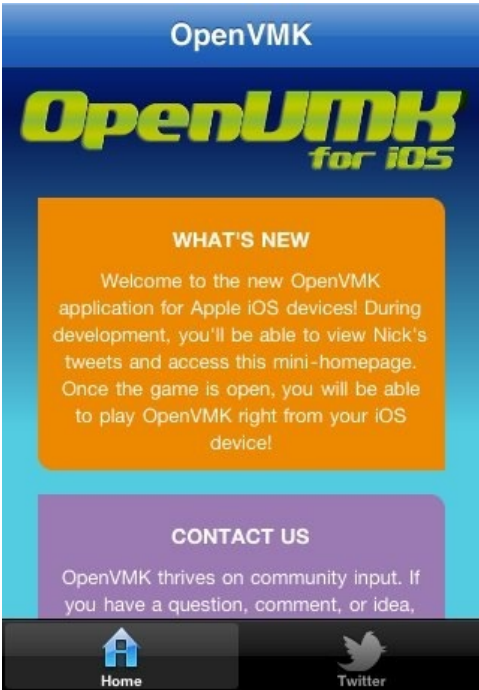 OpenVMK
OpenVMK
for iOS
WHAT'S NEW
Welcome to the new OpenVMK
application for Apple iOS devices! During
development, you'll be able to view Nick's
tweets and access this mini-homepage.
Once the game is open, you will be able
to play OpenVMK right from your iOS
device!
CONTACT US
OpenVMK thrives on community input. If
you have a question, comment, or idea,
Home
Twitter